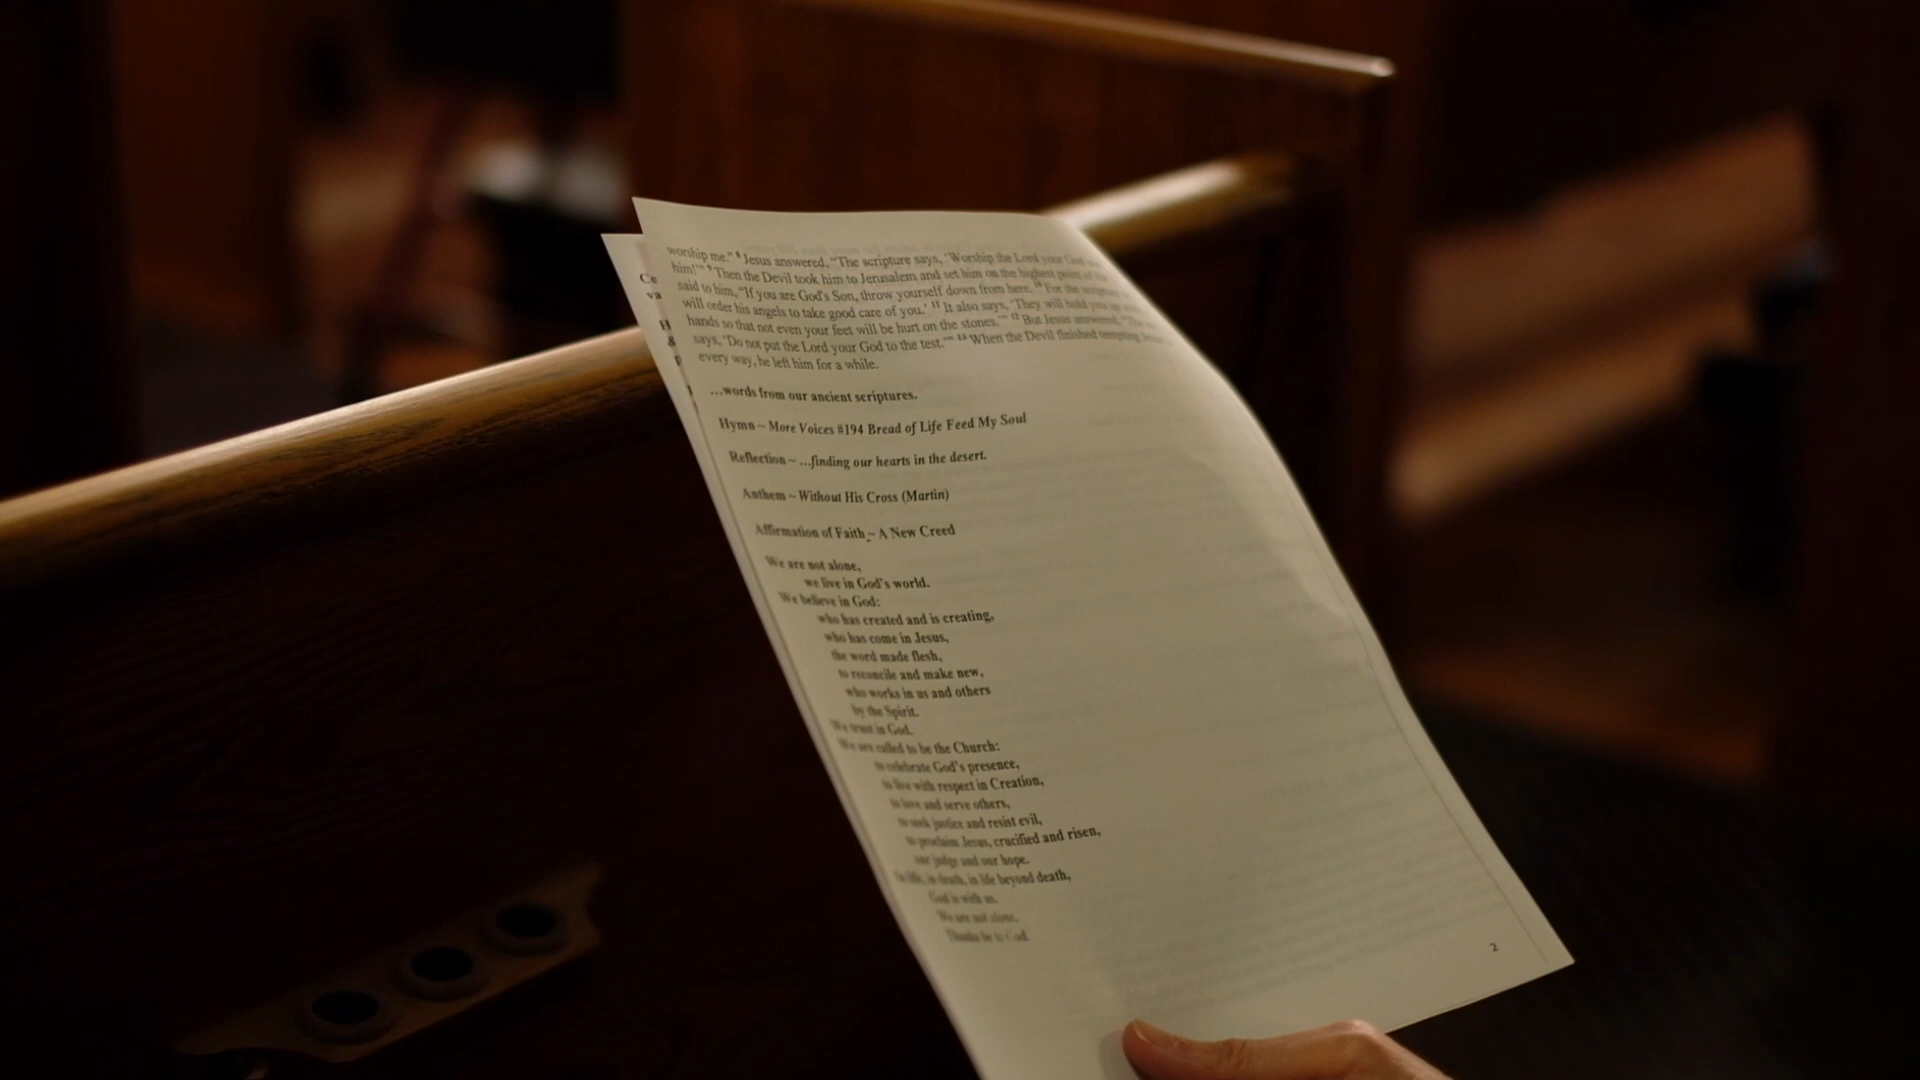 worship me." 8 Jesus answered, "The scripture says, 'Worship the Lord your God
him!'" 9 Then the Devil took him to Jerusalem and set him on the highest point of the
said to him, "If you are God's Son, throw yourself down from here. 10 For the scripture
will order his angels to take good care of you.' 11 It also says, 'They will hold you up
hands so that not even your feet will be hurt on the stones.'" 12 But Jesus answered, "The
says, 'Do not put the Lord your God to the test.'" 13 When the Devil finished tempting Jesus
every way, he left him for a while.
...words from our ancient scriptures.
Hymn ~ More Voices #194 Bread of Life Feed My Soul
Reflection ~ ...finding our hearts in the desert.
Anthem ~ Without His Cross (Martin)
Affirmation of Faith ~ A New Creed
We are not alone,
we live in God's world.
We believe in God:
who has created and is creating,
who has come in Jesus,
the word made flesh,
to reconcile and make new,
who works in us and others
by the Spirit.
We trust in God.
We are called to be the Church:
to celebrate God's presence,
to live with respect in Creation,
to love and serve others,
to seek justice and resist evil,
to proclaim Jesus, crucified and risen,
our judge and our hope.
In life, in death, in life beyond death,
God is with us.
We are not alone.
Thanks be to God.
2